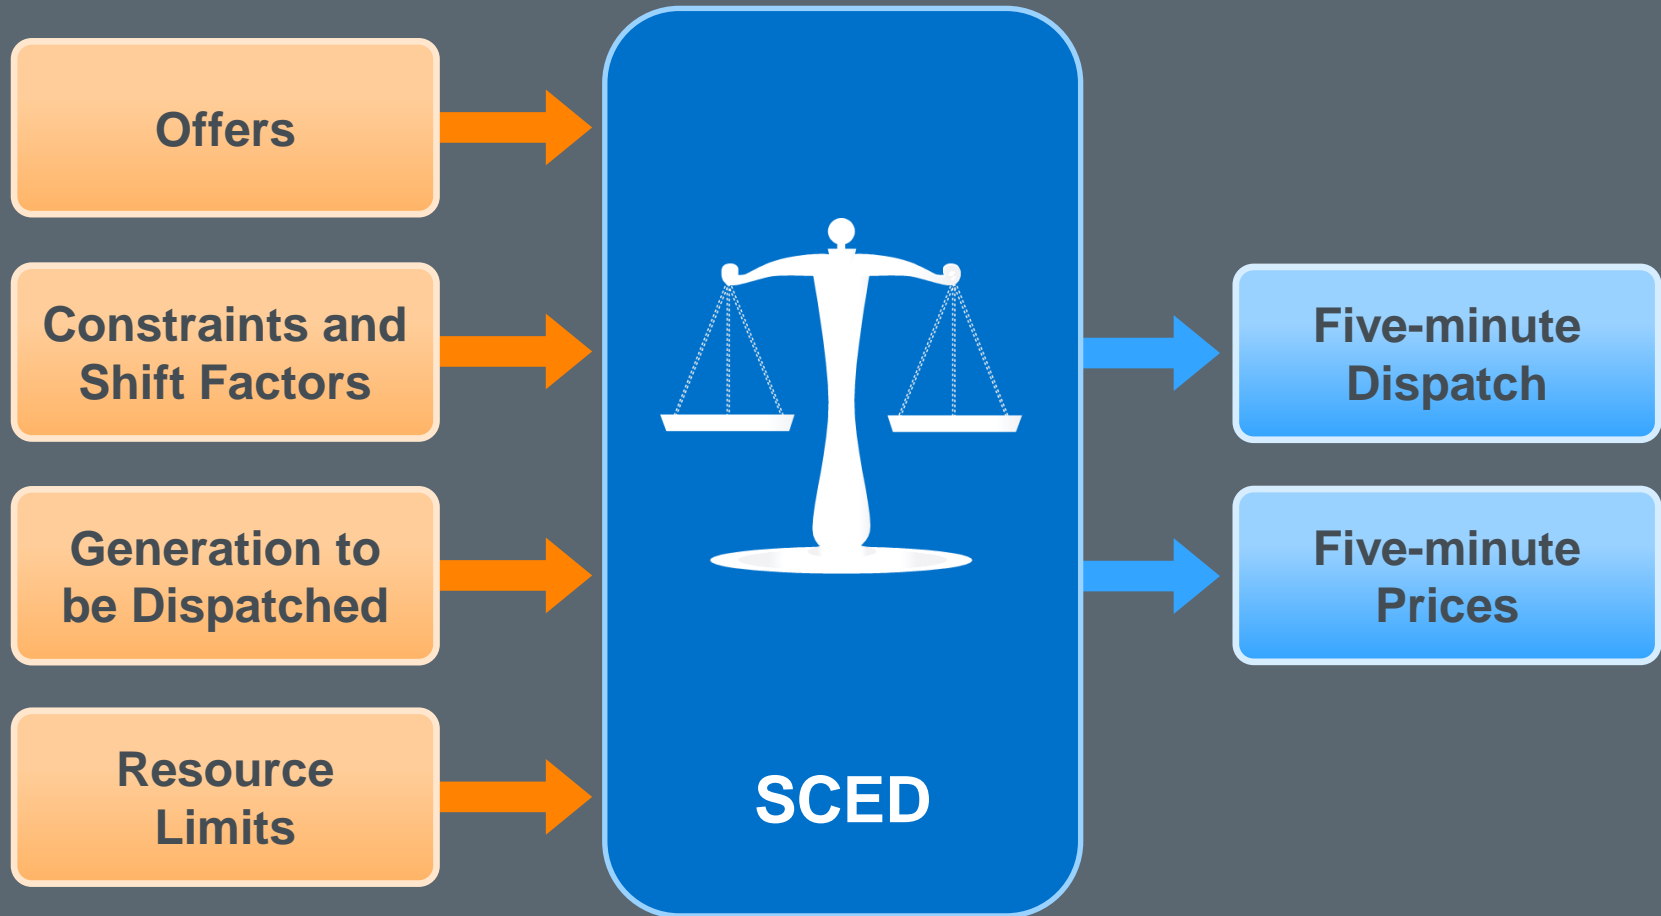 Offers
Constraints and
Shift Factors
Generation to
be Dispatched
Resource
Limits
SCED
Five-minute
Dispatch
Five-minute
Prices